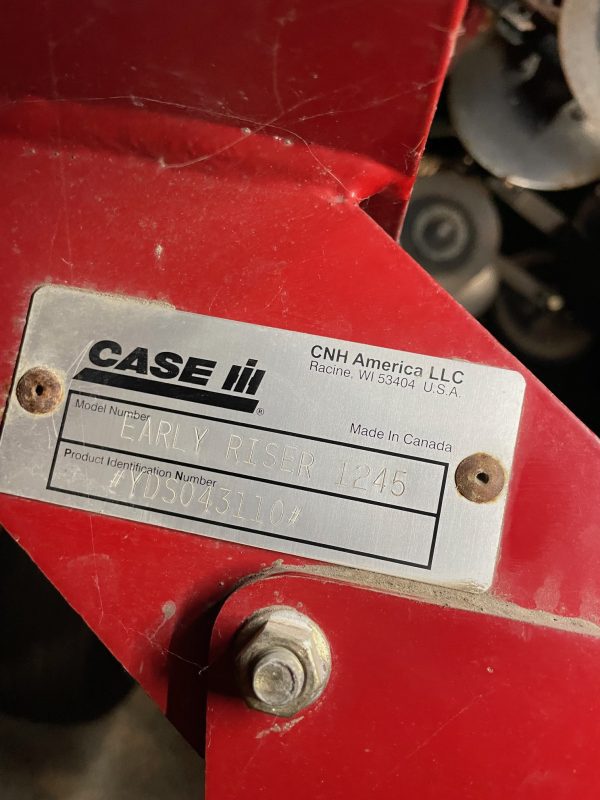 CASE IH
®
CNH America LLC
Racine, WI 53404 U.S.A.
Model Number
Made In Canada
EARLY RISER 1245
Product Identification Number
#YDS043110#